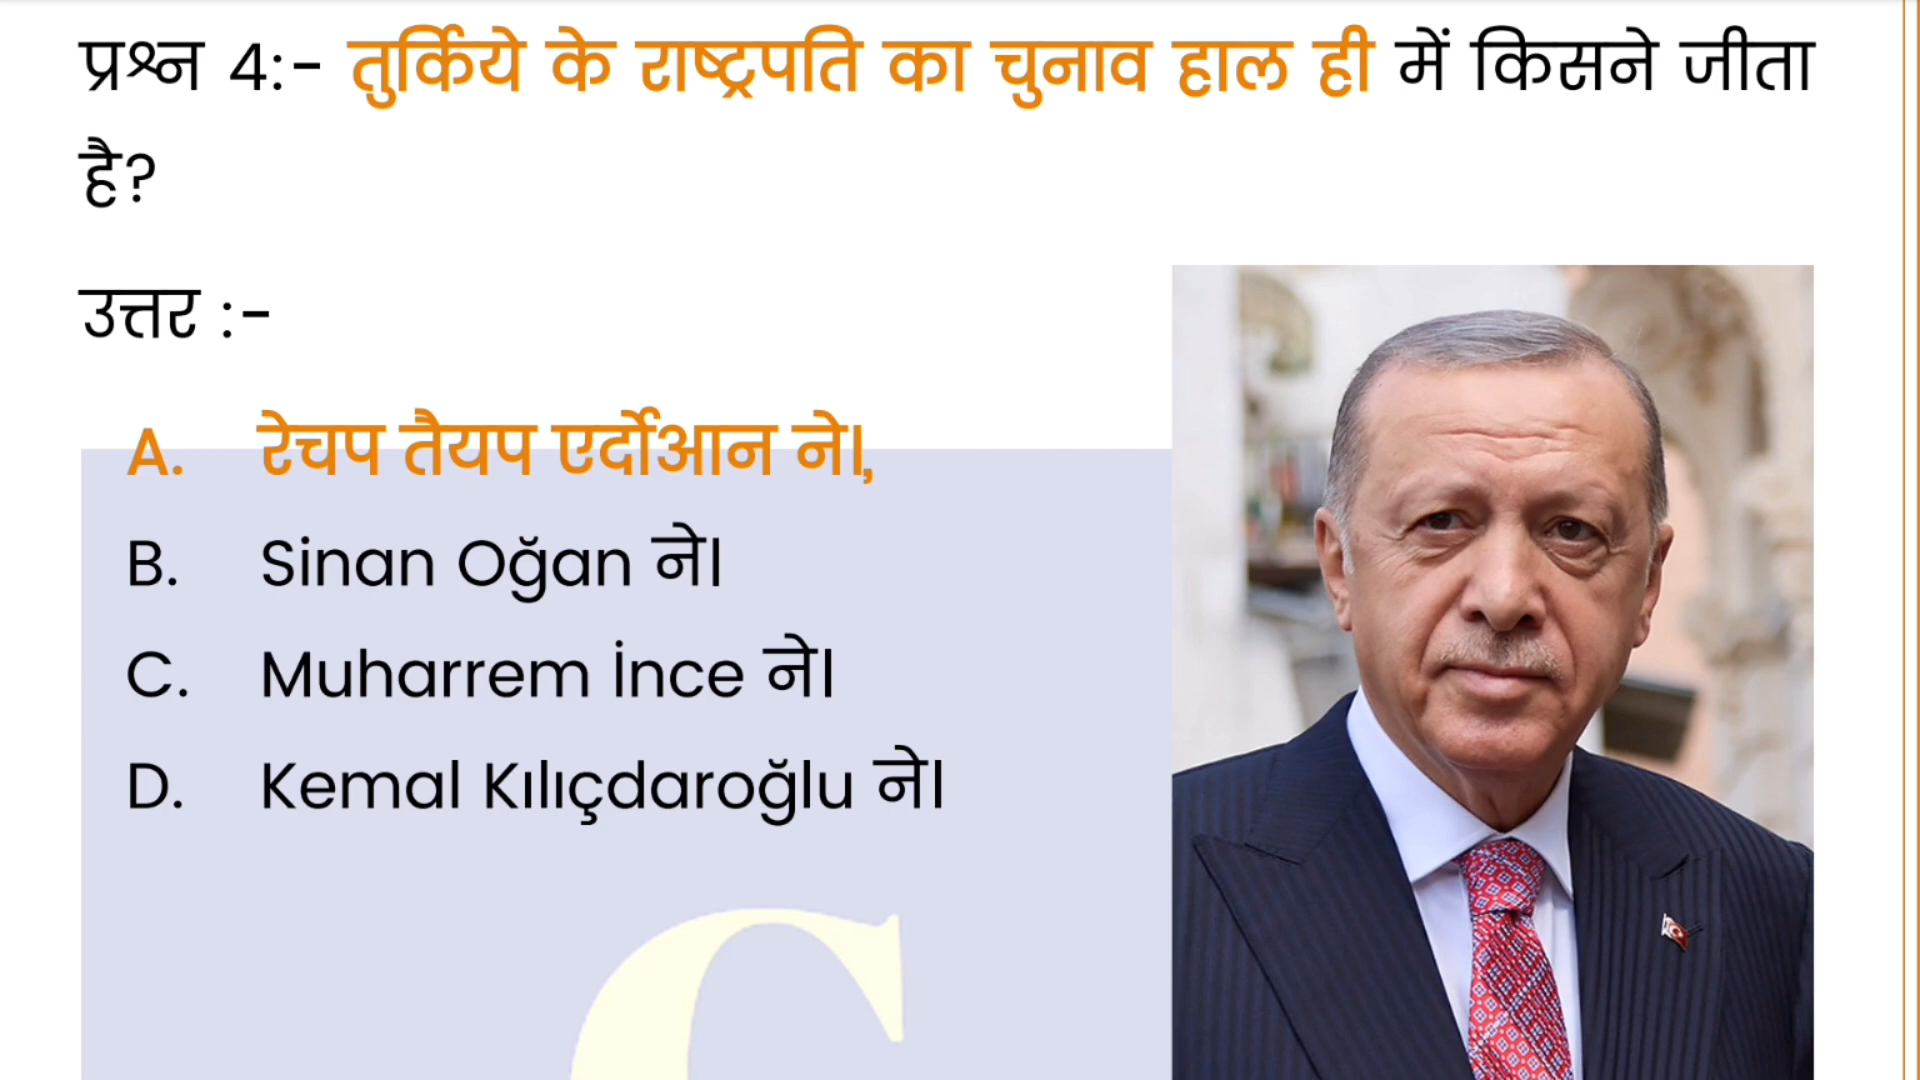 प्रश्न 4:- तुर्किये के राष्ट्रपति का चुनाव हाल ही में किसने जीता
है?
उत्तर :-
A. रेचप तैयप एर्दोआन ने।,
B. Sinan Oğan ने।
C. Muharrem İnce ने।
D. Kemal Kılıçdaroğlu ने।